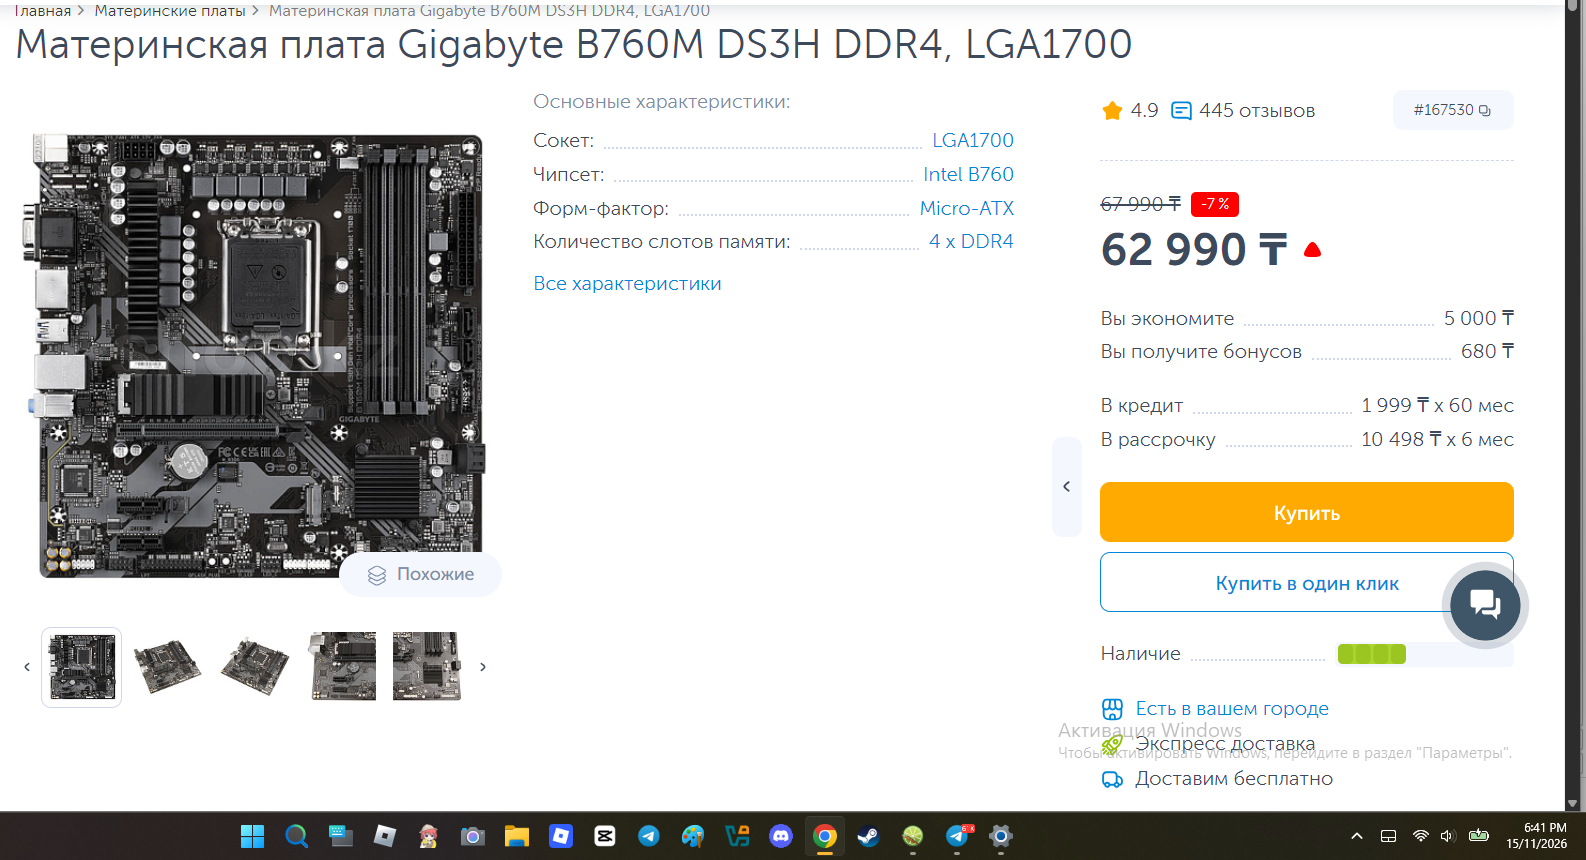 Главная > Материнские платы > Материнская плата Gigabyte B760M DS3H DDR4, LGA1700
Материнская плата Gigabyte B760M DS3H DDR4, LGA1700
Основные характеристики:
Сокет: LGA1700
Чипсет: Intel B760
Форм-фактор: Micro-ATX
Количество слотов памяти: 4 x DDR4
Все характеристики
GIGABYTE
Похожие
4.9 445 отзывов #167530
67 990 ₸ -7 %
62 990 ₸
Вы экономите 5 000 ₸
Вы получите бонусов 680 ₸
В кредит 1 999 ₸ x 60 мес
В рассрочку 10 498 ₸ x 6 мес
Купить
Купить в один клик
Наличие
Есть в вашем городе
Активация Windows
Экспресс доставка
Чтобы активировать Windows, перейдите в раздел "Параметры".
Доставим бесплатно
6:41 PM
15/11/2026